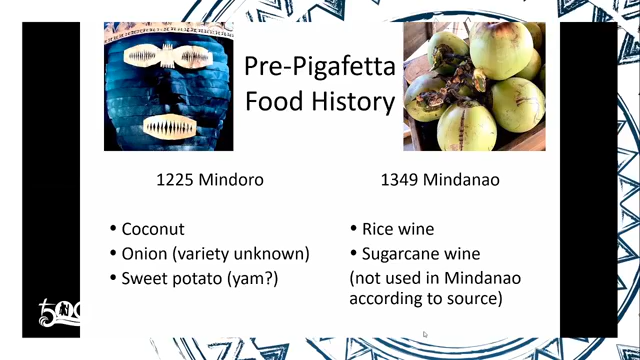 Pre-Pigafetta
Food History
1225 Mindoro
• Coconut
• Onion (variety unknown)
• Sweet potato (yam?)
1349 Mindanao
• Rice wine
• Sugarcane wine
(not used in Mindanao
according to source)
500